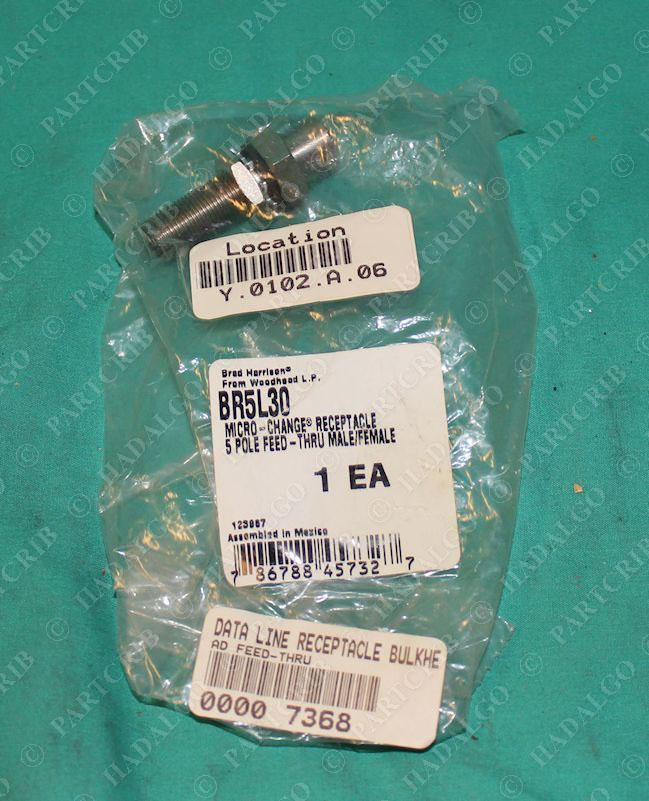 Location
Y.0102.A.06
Brad Harrison®
From Woodhead L.P.
BR5L30
MICRO-CHANGE® RECEPTACLE
5 POLE FEED-THRU MALE/FEMALE
1 EA
123987
Assembled in Mexico
7 86788 45732 7
DATA LINE RECEPTACLE BULKHE
AD FEED-THRU
0000 7368
© PARTCRIB
© HADALGO